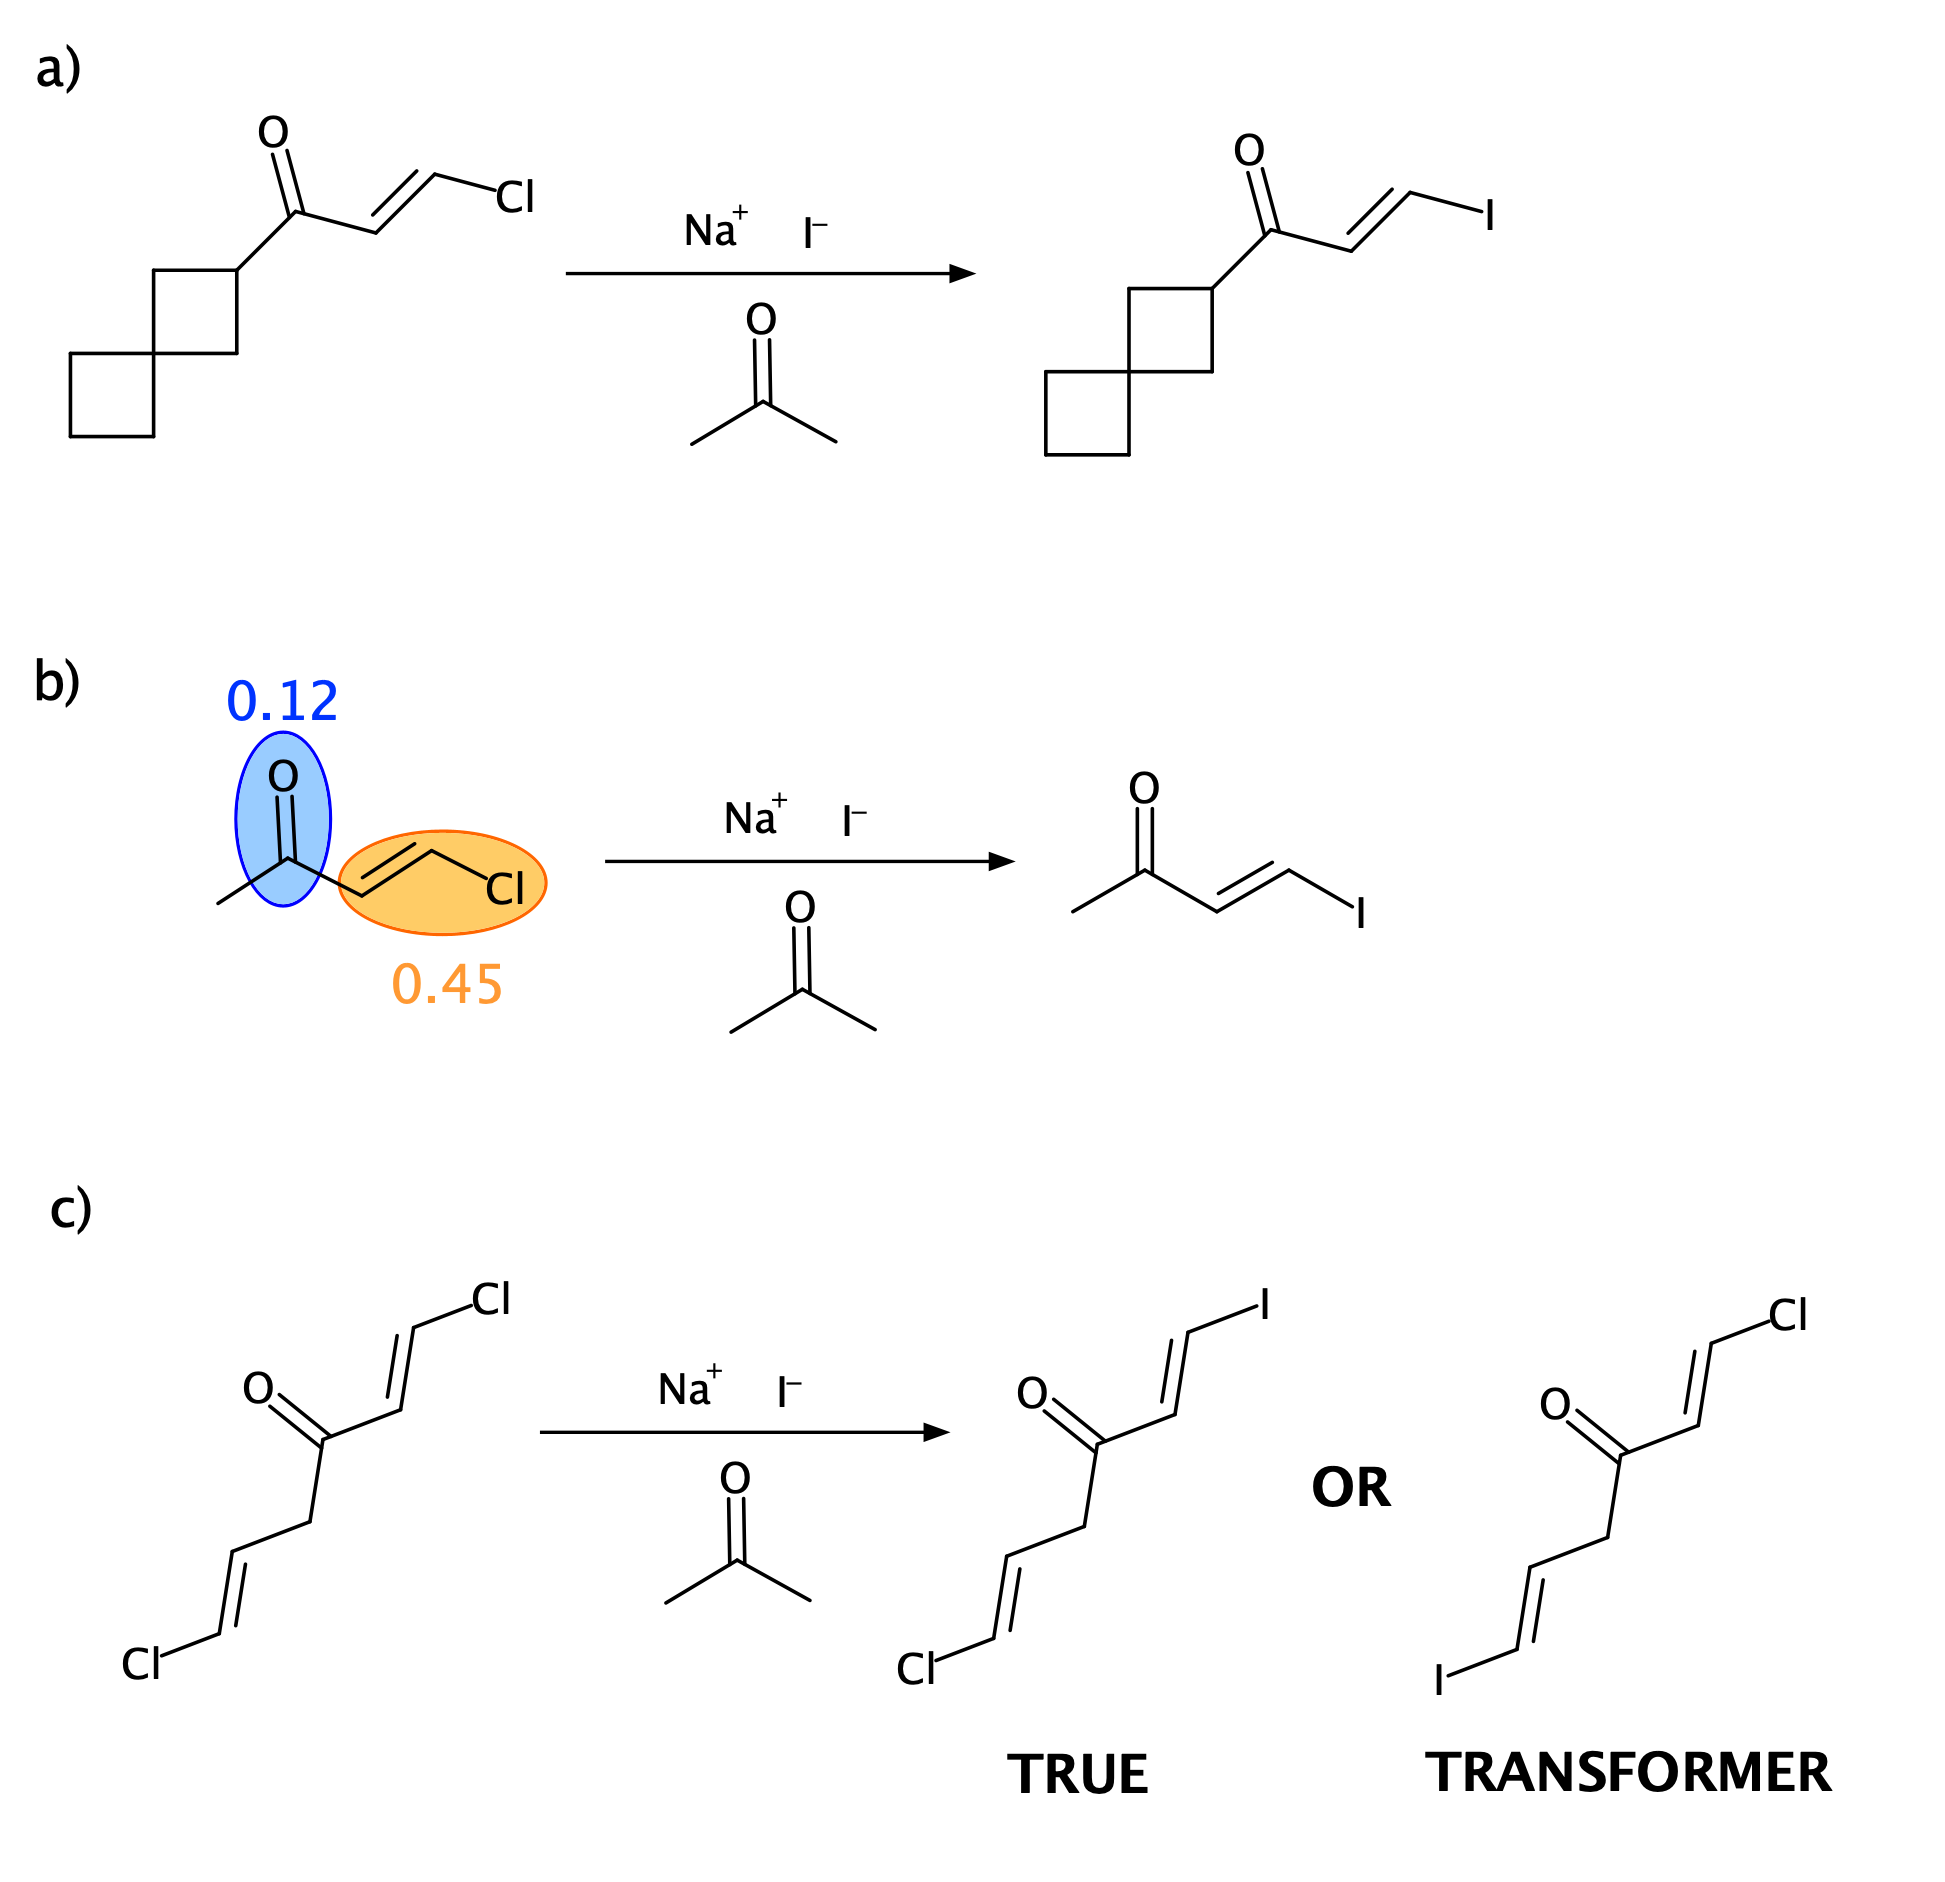 a)
O
Cl
Na+ I−
O
O
I
b)
0.12
O
Cl
0.45
Na+ I−
O
O
I
c)
Cl
O
Cl
Na+ I−
O
I
O
Cl
OR
Cl
O
I
TRUE
TRANSFORMER